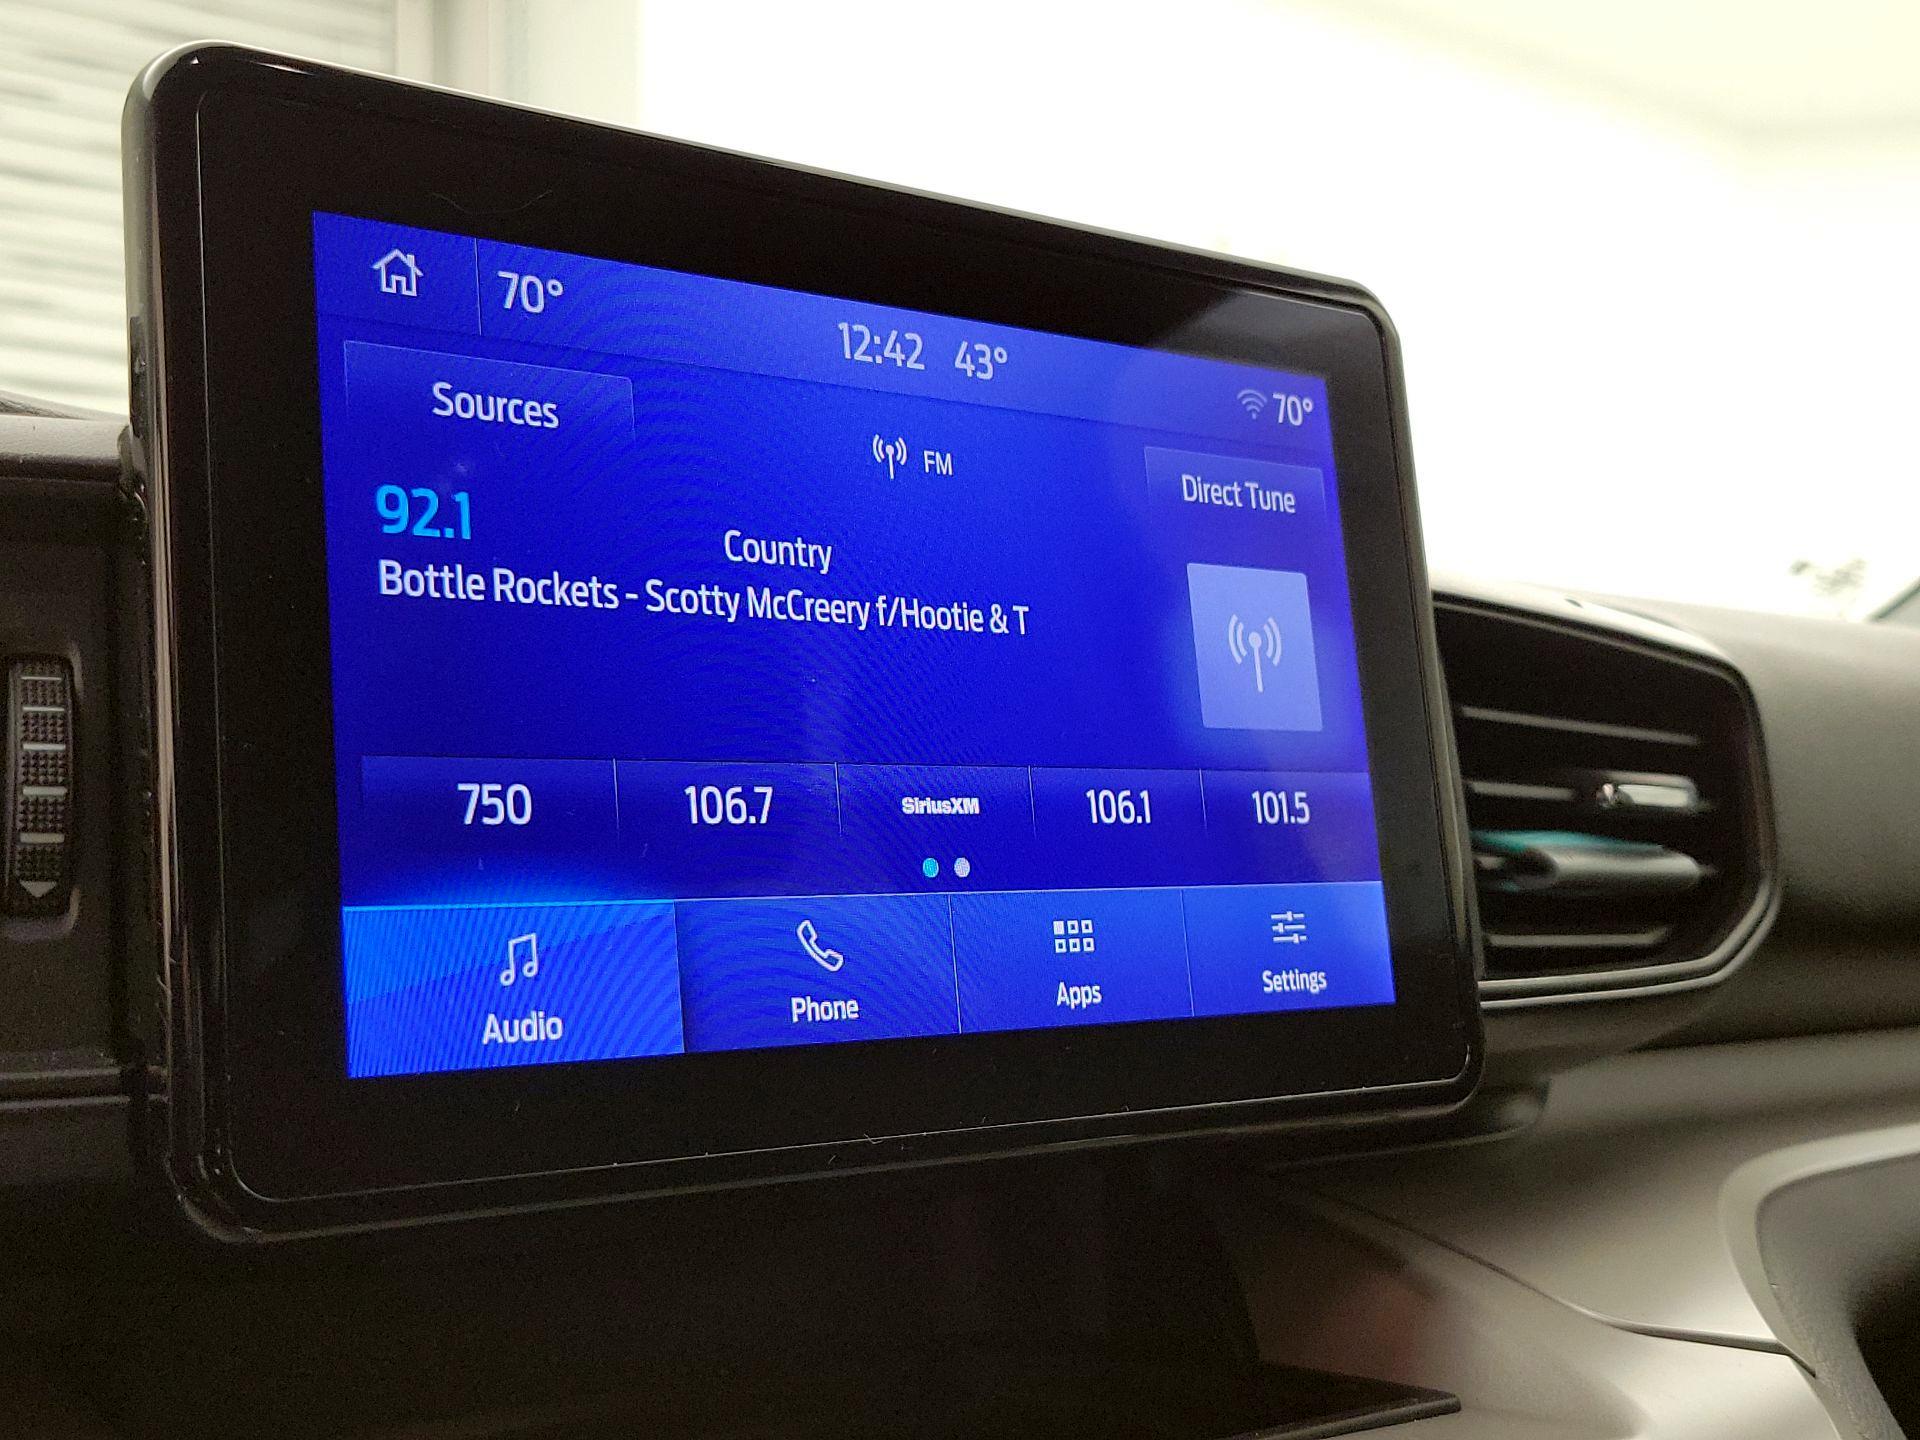 70°
12:42 43°
70°
Sources
FM
Direct Tune
92.1
Country
Bottle Rockets - Scotty McCreery f/Hootie & T
750 106.7 SiriusXM 106.1 101.5
Audio Phone Apps Settings